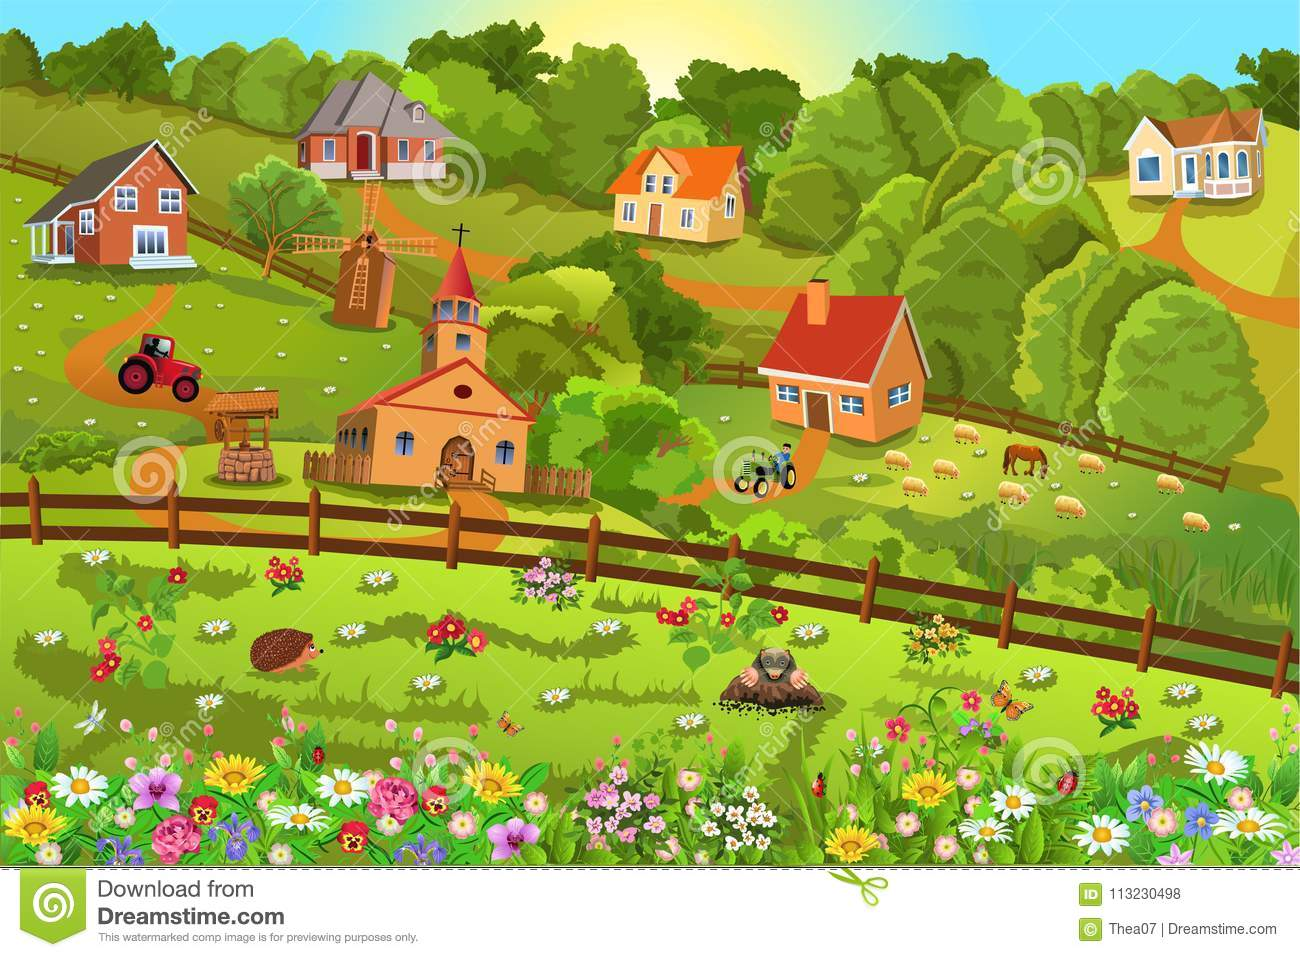 Download from
Dreamstime.com
This watermarked comp image is for previewing purposes only.
ID 113230498
© Thea07 | Dreamstime.com